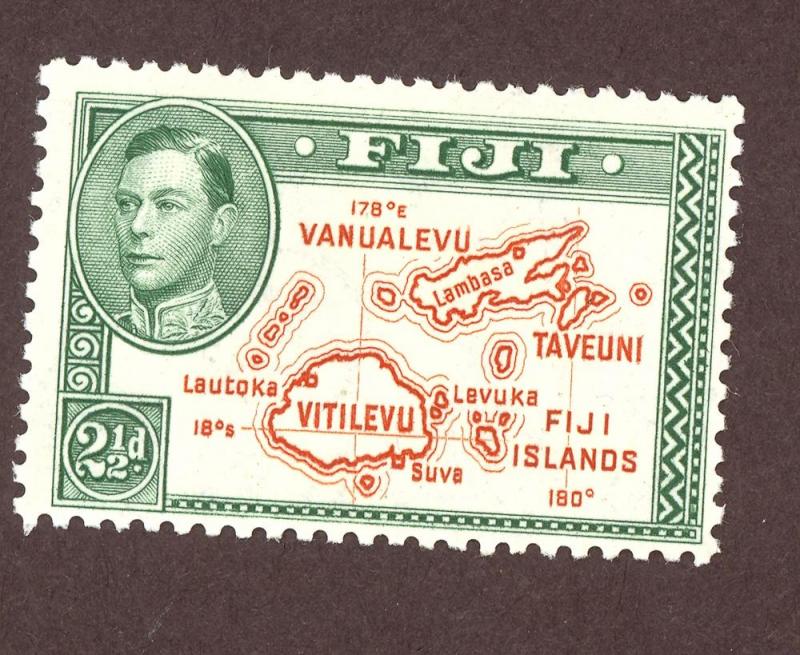 FIJI
178°E
VANUALEVU
Lambasa
TAVEUNI
Lautoka
Levuka
VITILEVU
FIJI
18°S
ISLANDS
Suva
2½d.
180°